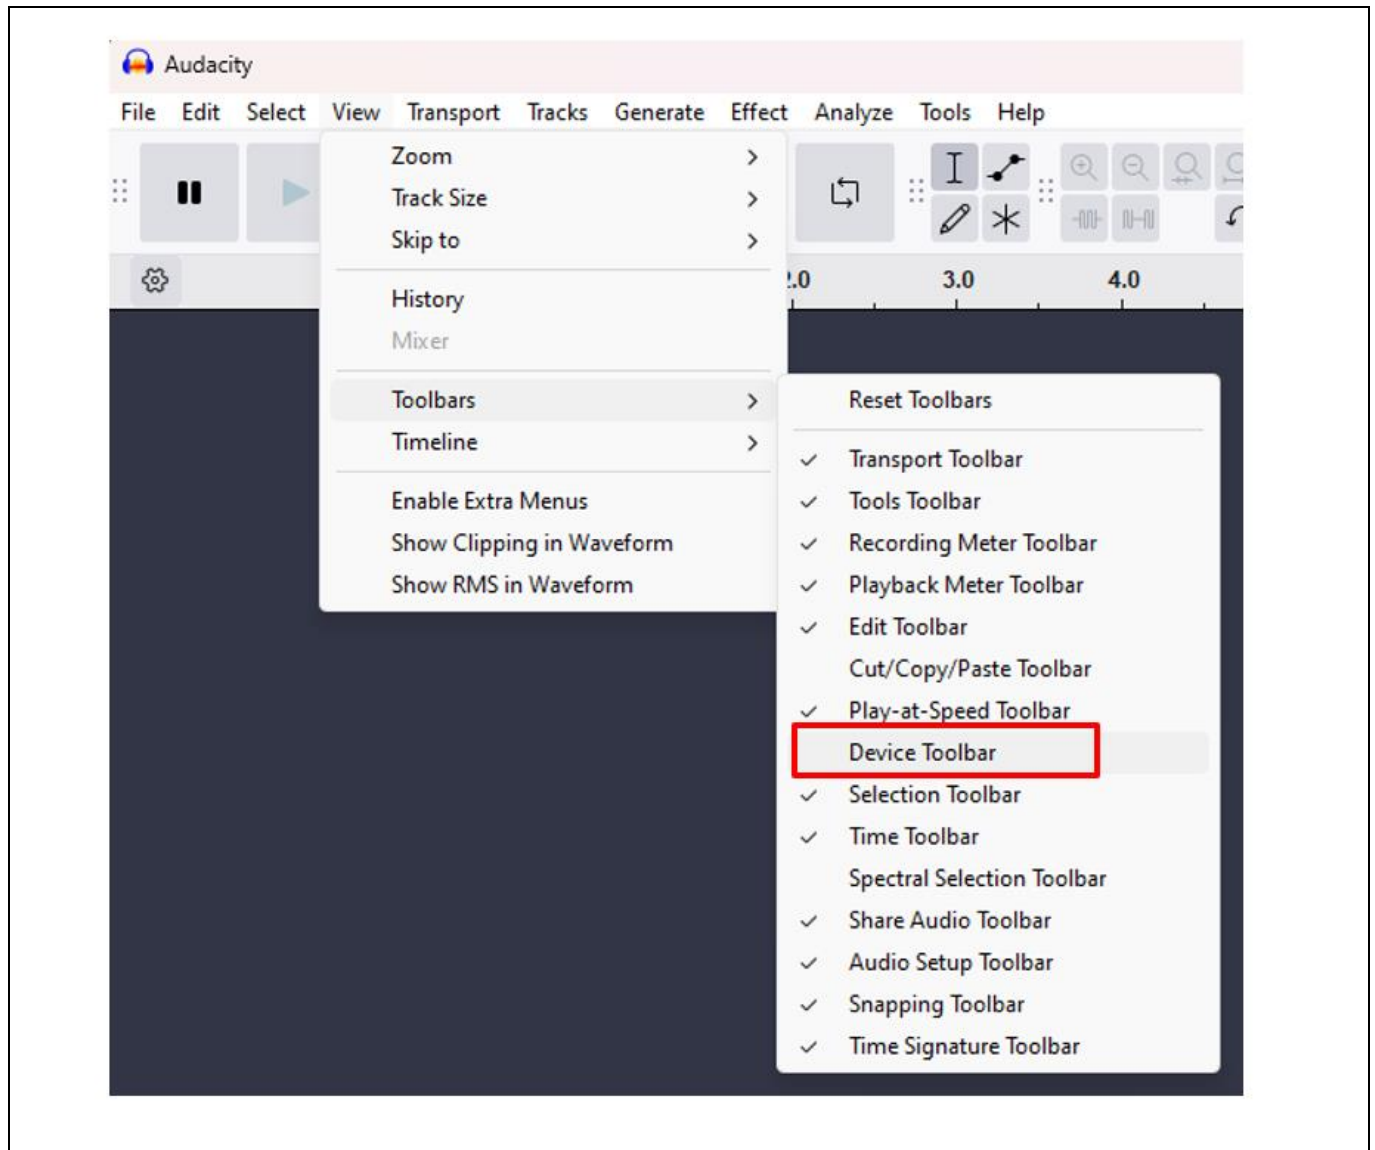 Audacity
File Edit Select View Transport Tracks Generate Effect Analyze Tools Help
Zoom
Track Size
Skip to
2.0 3.0 4.0
History
Mixer
Toolbars
Timeline
Enable Extra Menus
Show Clipping in Waveform
Show RMS in Waveform
Reset Toolbars
Transport Toolbar
Tools Toolbar
Recording Meter Toolbar
Playback Meter Toolbar
Edit Toolbar
Cut/Copy/Paste Toolbar
Play-at-Speed Toolbar
Device Toolbar
Selection Toolbar
Time Toolbar
Spectral Selection Toolbar
Share Audio Toolbar
Audio Setup Toolbar
Snapping Toolbar
Time Signature Toolbar